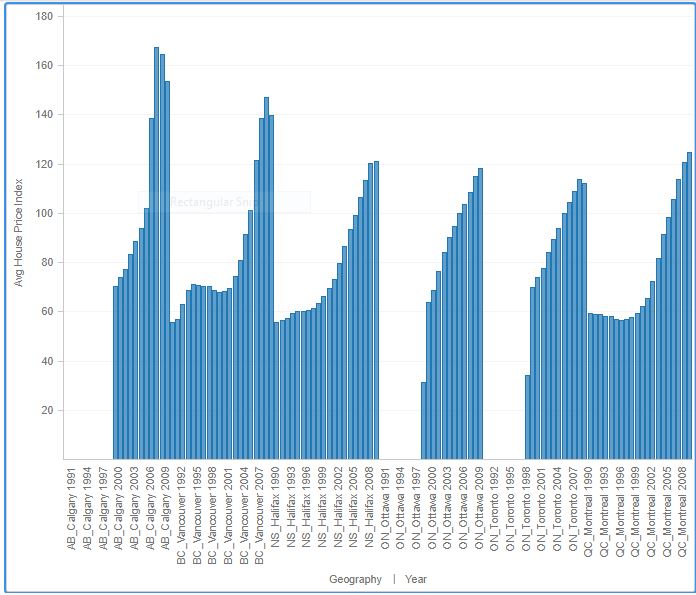 180
160
140
120
100
80
60
40
20
Avg House Price Index
Rectangular Snip
AB_Calgary 1991
AB_Calgary 1994
AB_Calgary 1997
AB_Calgary 2000
AB_Calgary 2003
AB_Calgary 2006
AB_Calgary 2009
BC_Vancouver 1992
BC_Vancouver 1995
BC_Vancouver 1998
BC_Vancouver 2001
BC_Vancouver 2004
BC_Vancouver 2007
NS_Halifax 1990
NS_Halifax 1993
NS_Halifax 1996
NS_Halifax 1999
NS_Halifax 2002
NS_Halifax 2005
NS_Halifax 2008
ON_Ottawa 1991
ON_Ottawa 1994
ON_Ottawa 1997
ON_Ottawa 2000
ON_Ottawa 2003
ON_Ottawa 2006
ON_Ottawa 2009
ON_Toronto 1992
ON_Toronto 1995
ON_Toronto 1998
ON_Toronto 2001
ON_Toronto 2004
ON_Toronto 2007
QC_Montreal 1990
QC_Montreal 1993
QC_Montreal 1996
QC_Montreal 1999
QC_Montreal 2002
QC_Montreal 2005
QC_Montreal 2008
Geography | Year